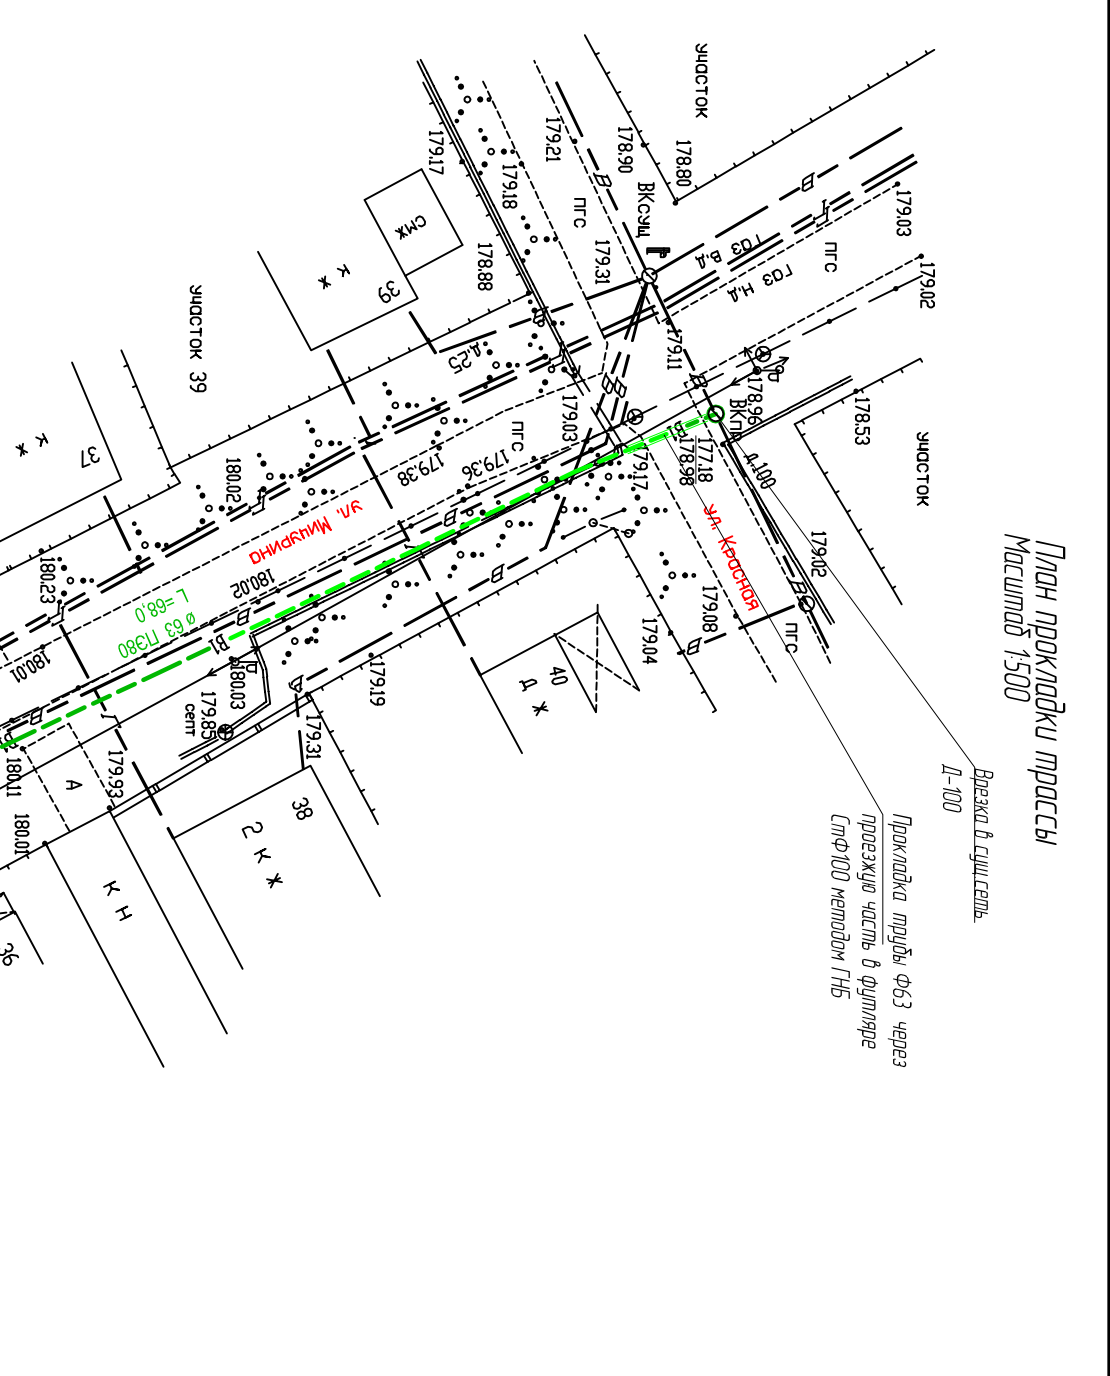 План прокладки трассы
Масштаб 1:500
Врезка в сущ.сеть
Д-100
Прокладка трубы Ф63 через
проезжую часть в футляре
СтФ100 методом ГНБ
участок
участок
участок 39
178.80
178.90
179.21
179.17
179.18
178.88
179.31
179.03
179.02
179.11
178.96
178.53
ВКсущ
ВКпр
177.18
178.98
д.100
179.02
179.08
179.04
179.17
179.03
179.36
179.38
180.02
180.02
180.23
180.01
180.03
179.85
септ
179.19
179.31
179.93
180.11
180.01
газ В.д
газ Н.д
пгс
пгс
пгс
пгс
ул. Красная
ул. Мичурина
ø 63 ПЭ80
L =68,0
д.25
СМЖ
К Ж
39
К Ж
37
40
Д Ж
38
2 К Ж
К Н
А
36
В
В
В
В
В
В
В
В
В
В1
В1
Г
Г
Г